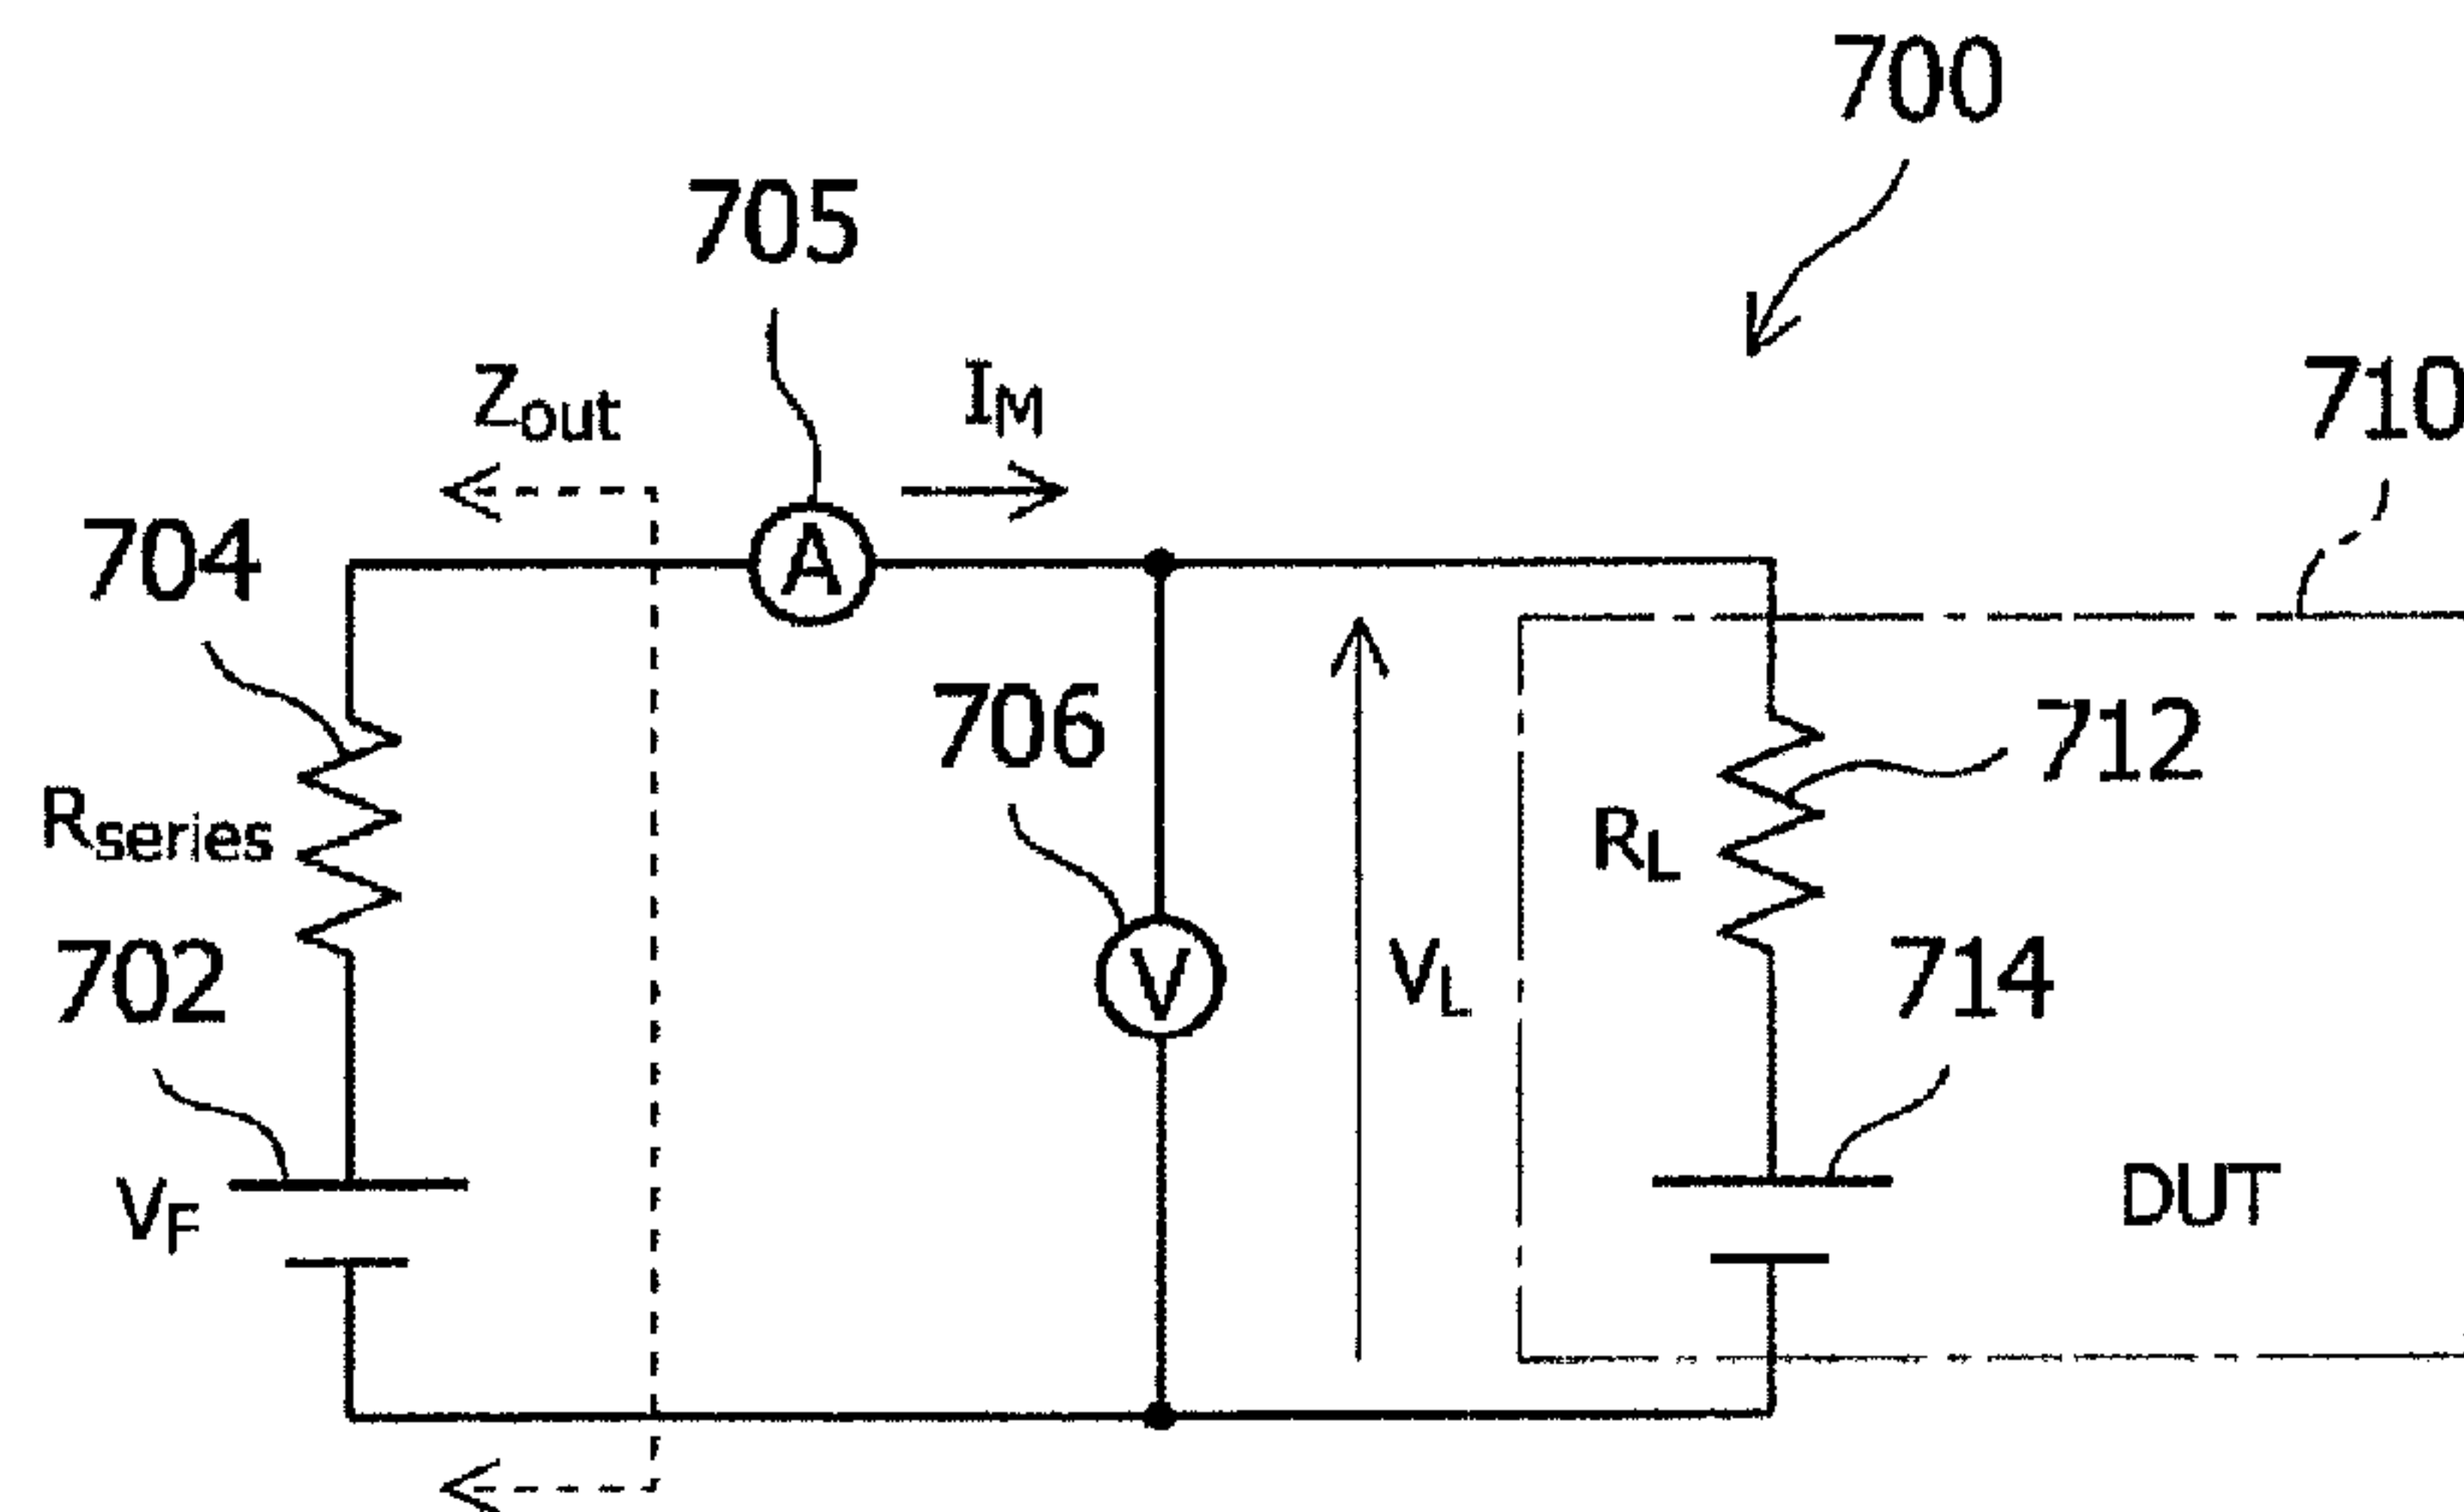 700
705
Zout
IM
710
704
A
706
712
Rseries
RL
702
V
VL
714
VF
DUT